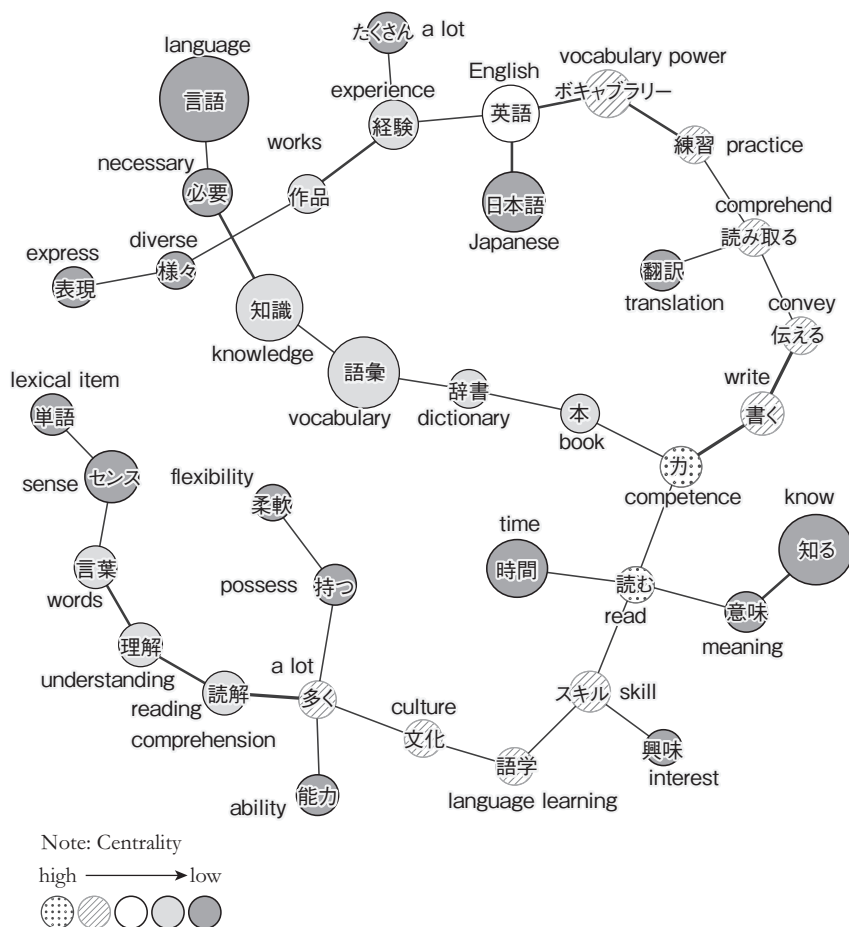 language
言語
たくさん a lot
experience
経験
English
英語
vocabulary power
ボキャブラリー
練習 practice
works
作品
necessary
必要
日本語
Japanese
comprehend
読み取る
翻訳
translation
express
表現
diverse
様々
知識
knowledge
convey
伝える
語彙
vocabulary
辞書
dictionary
本
book
write
書く
力
competence
lexical item
単語
sense センス
flexibility
柔軟
time
時間
know
知る
言葉
words
possess 持つ
読む
read
意味
meaning
理解
understanding
a lot
多く
読解
reading
comprehension
culture
文化
スキル skill
語学
language learning
興味
interest
ability 能力
Note: Centrality
high low